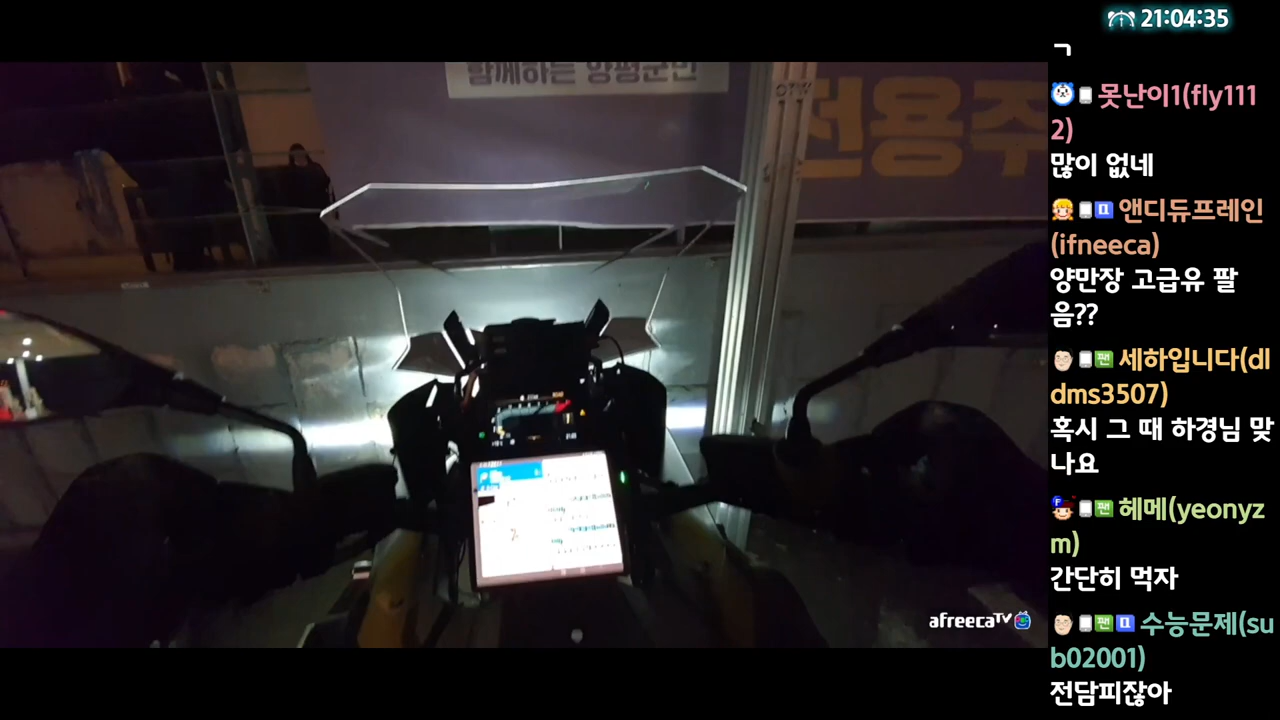 21:04:35
ㄱ
못난이1(fly111
2)
많이 없네
앤디듀프레인
(ifneeca)
양만장 고급유 팔
음??
세하입니다(dl
dms3507)
혹시 그 때 하경님 맞
나요
헤메(yeonyz
m)
간단히 먹자
수능문제(su
b02001)
전담피잖아
함께하는 양평군민
전용주
afreecaTV